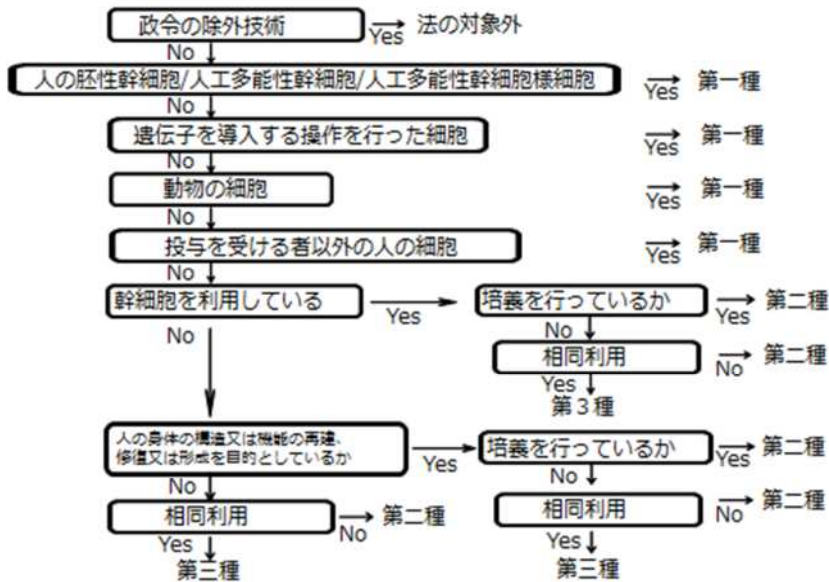 政令の除外技術
Yes
法の対象外
No
人の胚性幹細胞/人工多能性幹細胞/人工多能性幹細胞様細胞
Yes
第一種
No
遺伝子を導入する操作を行った細胞
Yes
第一種
No
動物の細胞
Yes
第一種
No
投与を受ける者以外の人の細胞
Yes
第一種
No
幹細胞を利用している
Yes
培義を行っているか
Yes
第二種
No
No
相同利用
No
第二種
Yes
第3種
人の身体の構造又は機能の再建、
修復又は形成を目的としているか
Yes
培義を行っているか
Yes
第二種
No
No
相同利用
No
第二種
相同利用
No
第二種
Yes
第三種
Yes
第三種